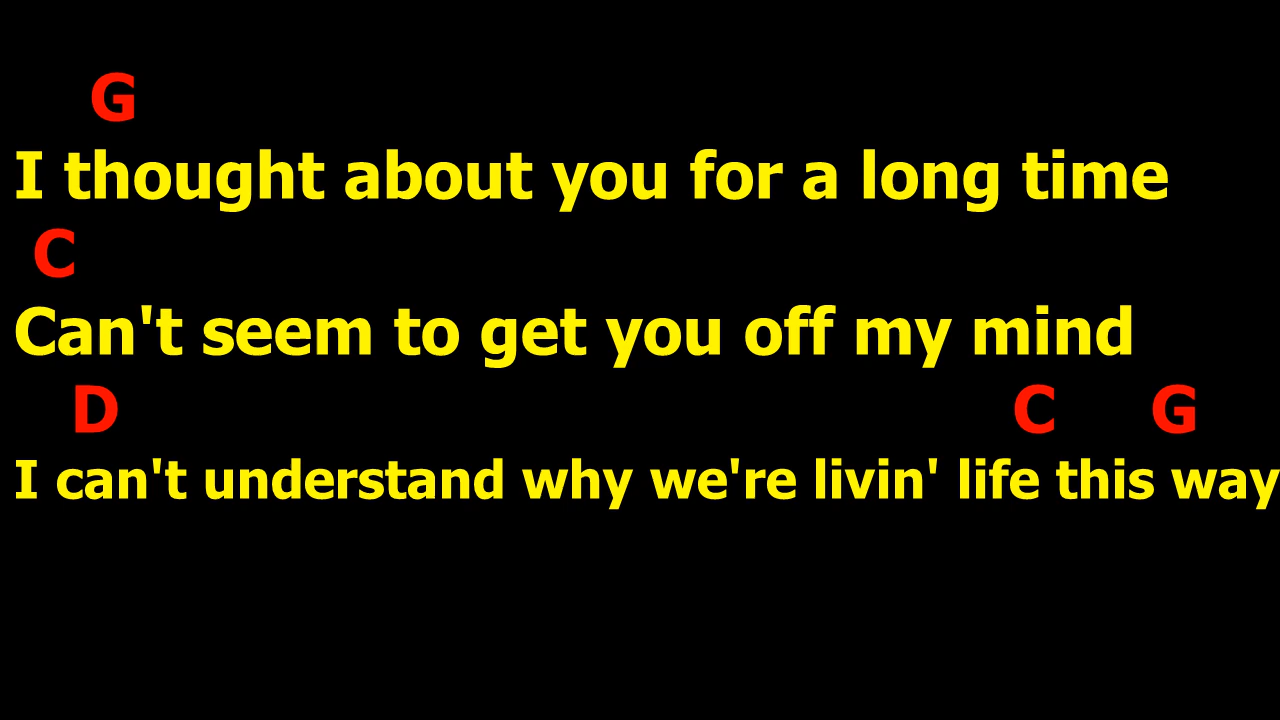 G
I thought about you for a long time
C
Can't seem to get you off my mind
D C G
I can't understand why we're livin' life this way